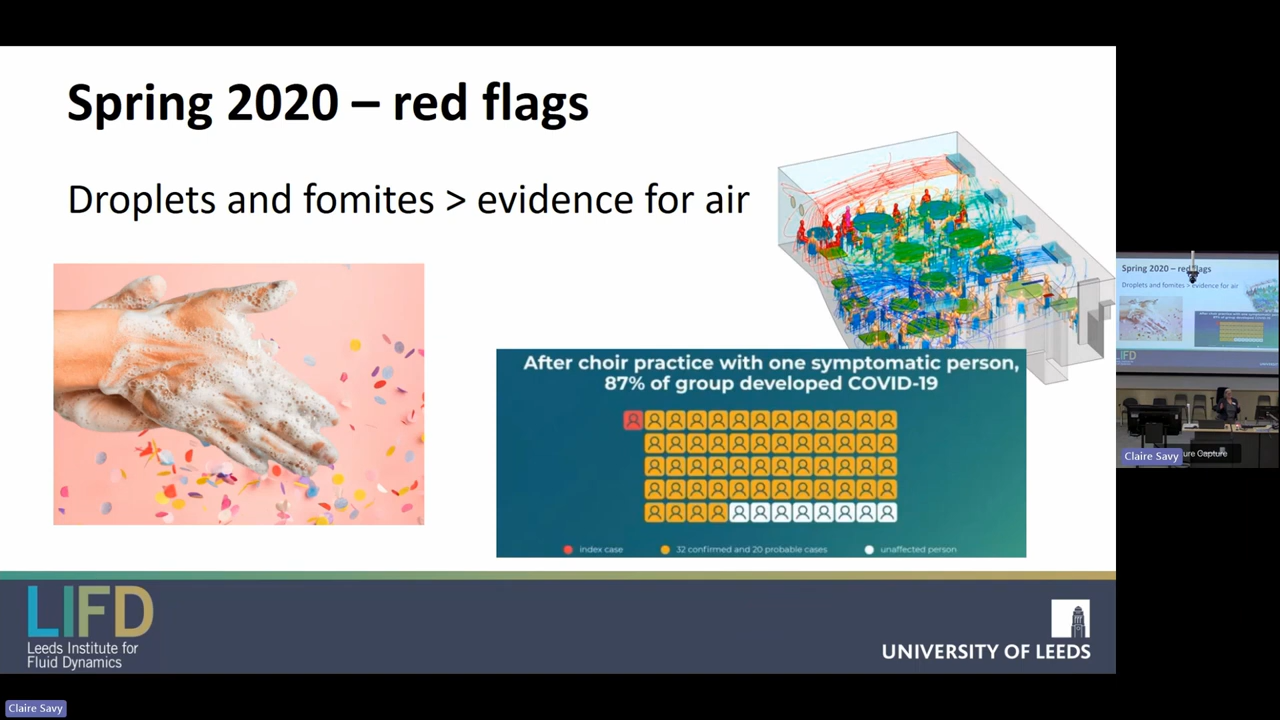 Spring 2020 – red flags
Droplets and fomites > evidence for air
After choir practice with one symptomatic person,
87% of group developed COVID-19
index case
32 confirmed and 20 probable cases
unaffected person
LIFD
Leeds Institute for
Fluid Dynamics
UNIVERSITY OF LEEDS
Spring 2020 – red flags
Droplets and fomites > evidence for air
Claire Savy
ure Capture
Claire Savy